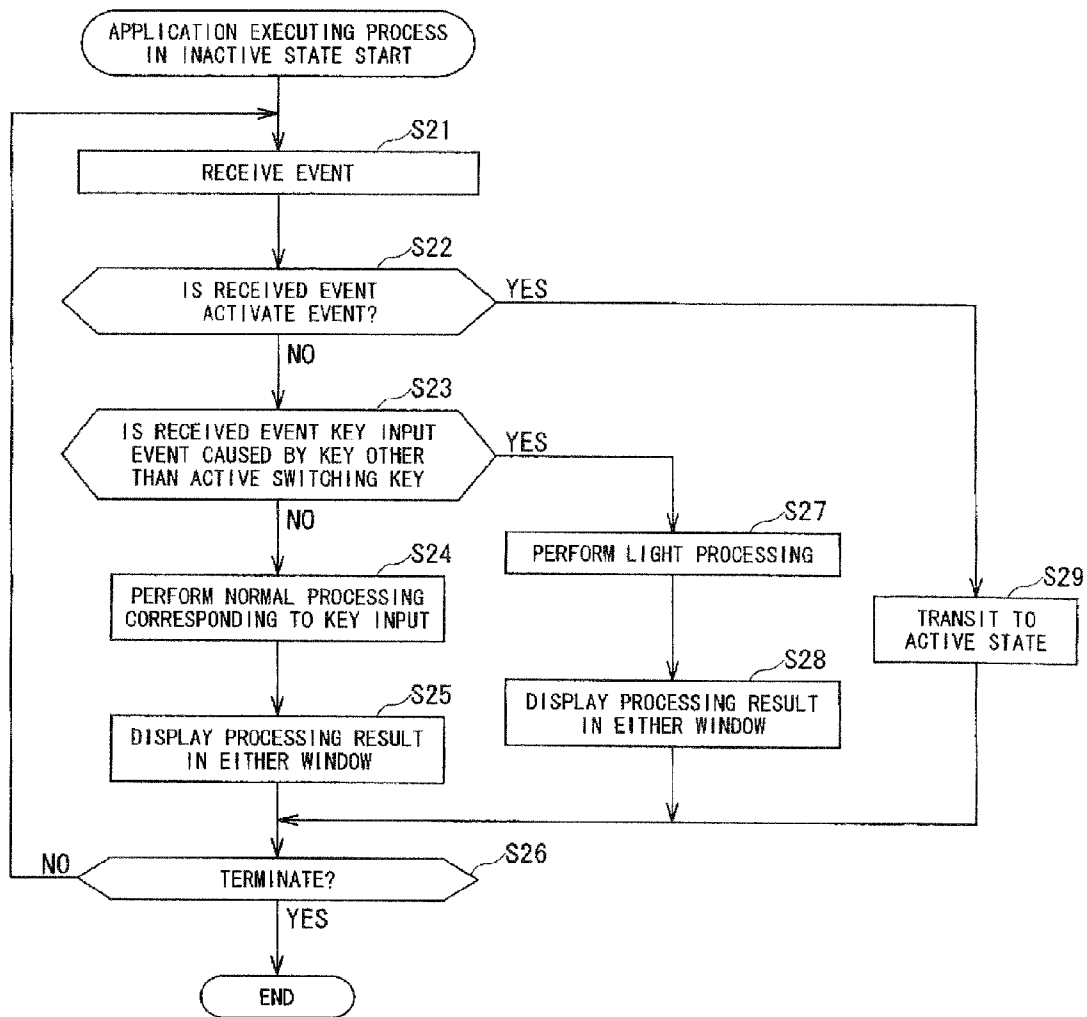 APPLICATION EXECUTING PROCESS
IN INACTIVE STATE START
S21
RECEIVE EVENT
S22
IS RECEIVED EVENT
ACTIVATE EVENT?
YES
NO
S23
IS RECEIVED EVENT KEY INPUT
EVENT CAUSED BY KEY OTHER
THAN ACTIVE SWITCHING KEY
YES
NO
S24
PERFORM NORMAL PROCESSING
CORRESPONDING TO KEY INPUT
S27
PERFORM LIGHT PROCESSING
S29
TRANSIT TO
ACTIVE STATE
S25
DISPLAY PROCESSING RESULT
IN EITHER WINDOW
S28
DISPLAY PROCESSING RESULT
IN EITHER WINDOW
S26
TERMINATE?
NO
YES
END